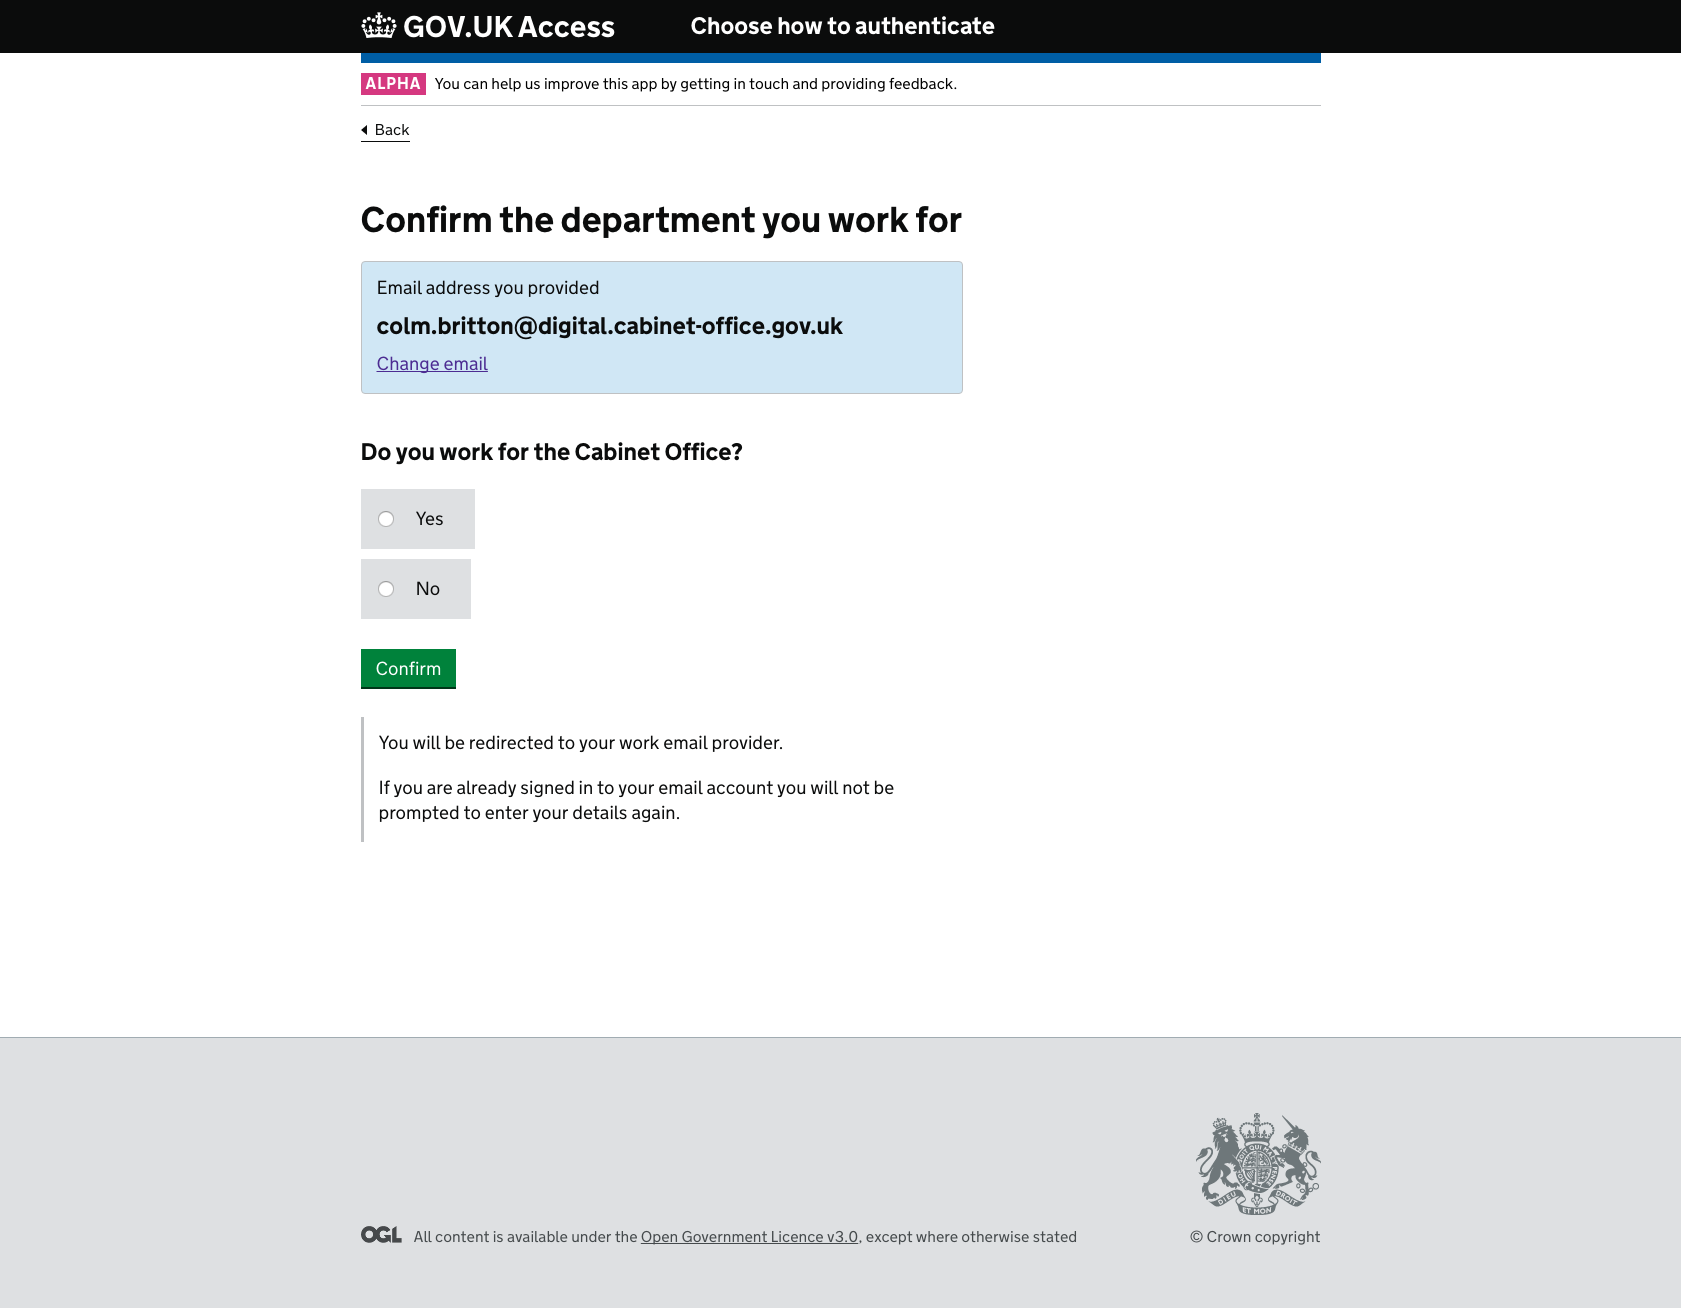 GOV.UK Access Choose how to authenticate
ALPHA You can help us improve this app by getting in touch and providing feedback.
Back
Confirm the department you work for
Email address you provided
colm.britton@digital.cabinet-office.gov.uk
Change email
Do you work for the Cabinet Office?
Yes
No
Confirm
You will be redirected to your work email provider.
If you are already signed in to your email account you will not be
prompted to enter your details again.
DIEU ET MON DROIT
OGL All content is available under the Open Government Licence v3.0, except where otherwise stated
© Crown copyright